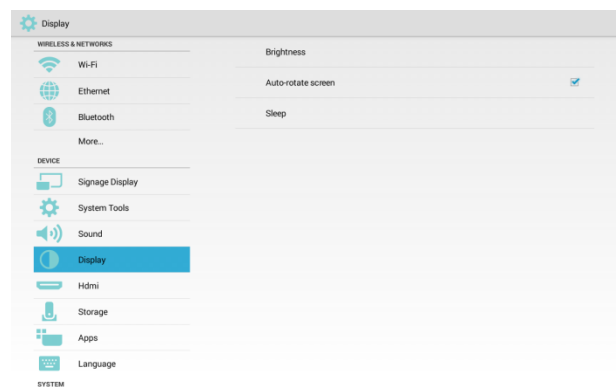 Display
WIRELESS & NETWORKS
Wi-Fi
Ethernet
Bluetooth
More...
DEVICE
Signage Display
System Tools
Sound
Display
Hdmi
Storage
Apps
Language
SYSTEM
Brightness
Auto-rotate screen
Sleep